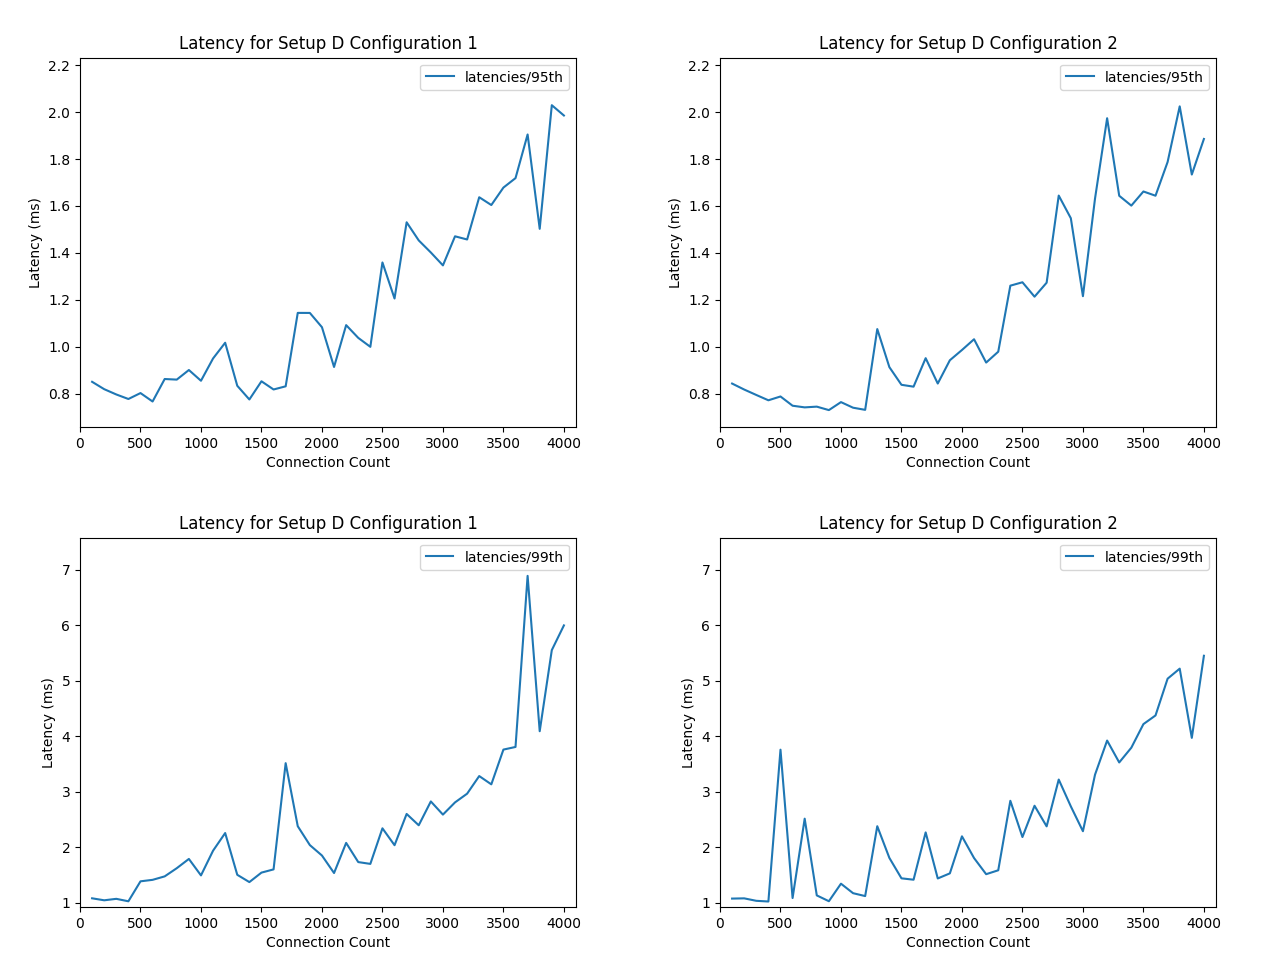 Latency for Setup D Configuration 1
latencies/95th
Latency (ms)
2.2
2.0
1.8
1.6
1.4
1.2
1.0
0.8
0 500 1000 1500 2000 2500 3000 3500 4000
Connection Count
Latency for Setup D Configuration 2
latencies/95th
Latency (ms)
2.2
2.0
1.8
1.6
1.4
1.2
1.0
0.8
0 500 1000 1500 2000 2500 3000 3500 4000
Connection Count
Latency for Setup D Configuration 1
latencies/99th
Latency (ms)
7
6
5
4
3
2
1
0 500 1000 1500 2000 2500 3000 3500 4000
Connection Count
Latency for Setup D Configuration 2
latencies/99th
Latency (ms)
7
6
5
4
3
2
1
0 500 1000 1500 2000 2500 3000 3500 4000
Connection Count